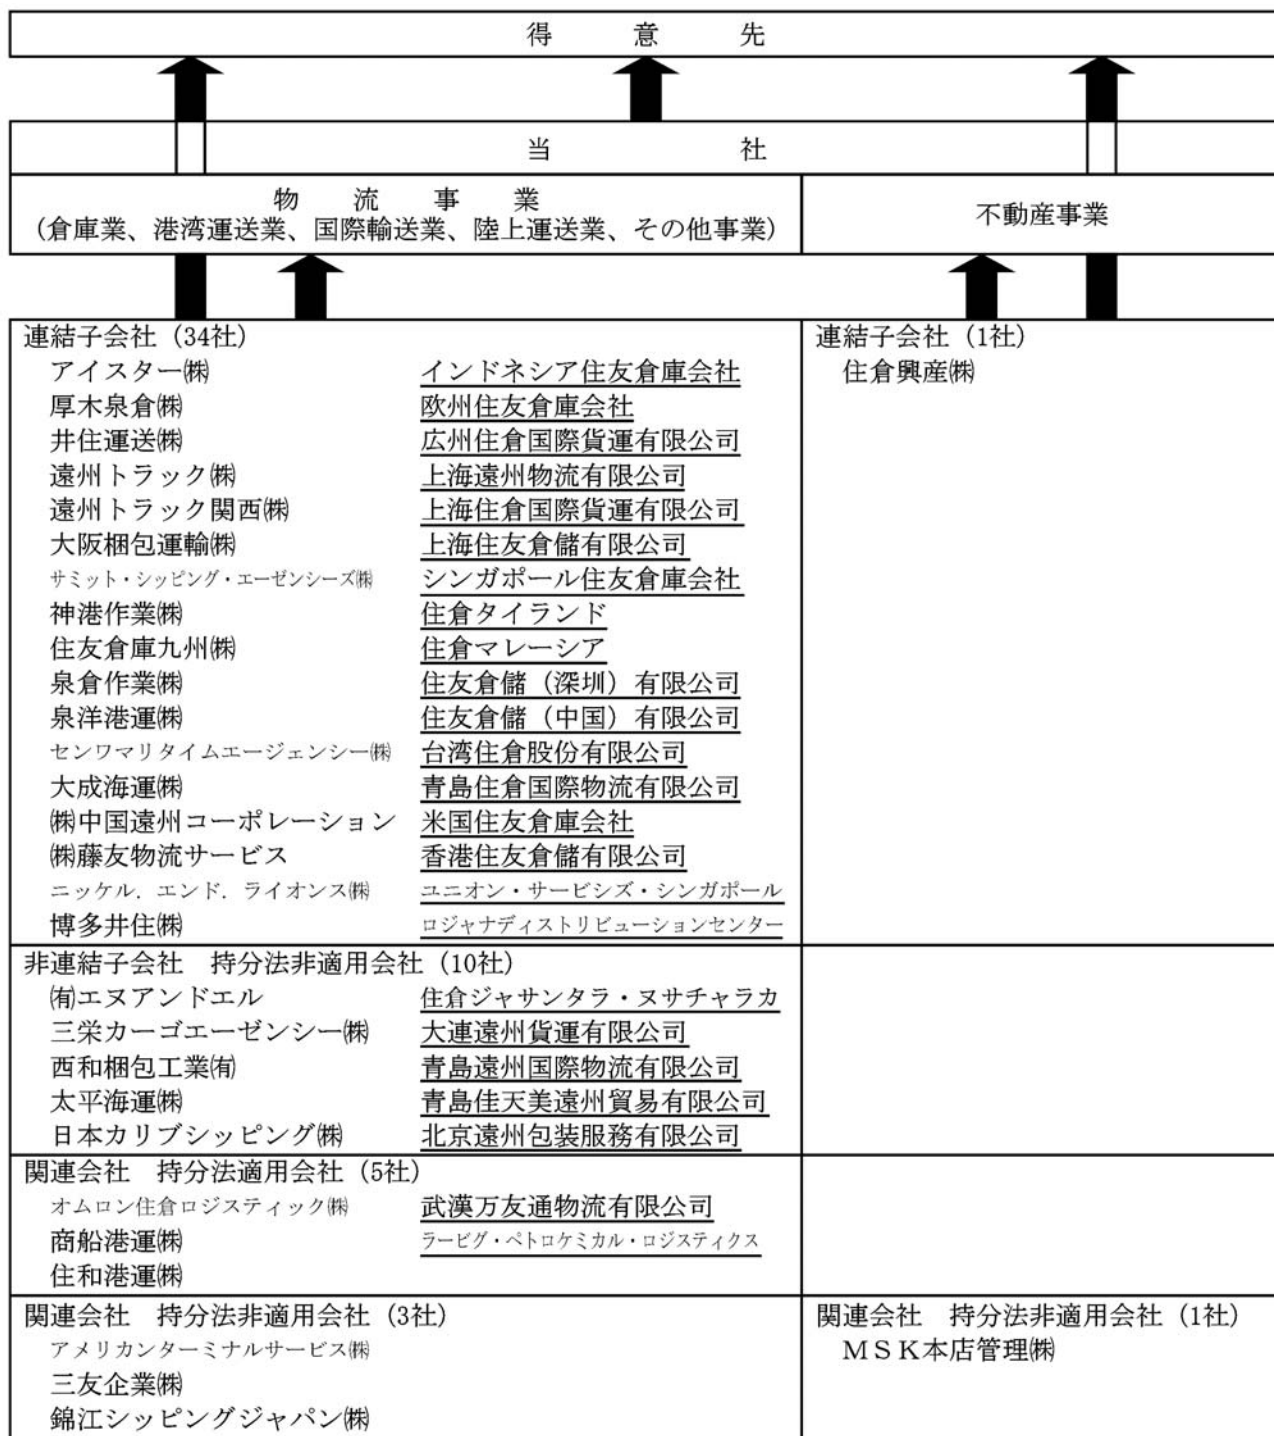 得意先
当社
物流事業
(倉庫業、港湾運送業、国際輸送業、陸上運送業、その他事業)
不動産事業
連結子会社 (34社)
アイスター㈱ インドネシア住友倉庫会社
厚木泉倉㈱ 欧州住友倉庫会社
井住運送㈱ 広州住倉国際貨運有限公司
遠州トラック㈱ 上海遠州物流有限公司
遠州トラック関西㈱ 上海住倉国際貨運有限公司
大阪梱包運輸㈱ 上海住友倉儲有限公司
サミット・シッピング・エーゼンシーズ㈱ シンガポール住友倉庫会社
神港作業㈱ 住倉タイランド
住友倉庫九州㈱ 住倉マレーシア
泉倉作業㈱ 住友倉儲（深圳）有限公司
泉洋港運㈱ 住友倉儲（中国）有限公司
センワマリタイムエージェンシー㈱ 台湾住倉股份有限公司
大成海運㈱ 青島住倉国際物流有限公司
㈱中国遠州コーポレーション 米国住友倉庫会社
㈱藤友物流サービス 香港住友倉儲有限公司
ニッケル．エンド．ライオンス㈱ ユニオン・サービシズ・シンガポール
博多井住㈱ ロジャナディストリビューションセンター
連結子会社 (1社)
住倉興産㈱
非連結子会社　持分法非適用会社 (10社)
㈲エヌアンドエル 住倉ジャサンタラ・ヌサチャラカ
三栄カーゴエーゼンシー㈱ 大連遠州貨運有限公司
西和梱包工業㈲ 青島遠州国際物流有限公司
太平海運㈱ 青島佳天美遠州貿易有限公司
日本カリブシッピング㈱ 北京遠州包装服務有限公司
関連会社　持分法適用会社 (5社)
オムロン住倉ロジスティック㈱ 武漢万友通物流有限公司
商船港運㈱ ラービグ・ペトロケミカル・ロジスティクス
住和港運㈱
関連会社　持分法非適用会社 (3社)
アメリカンターミナルサービス㈱
三友企業㈱
錦江シッピングジャパン㈱
関連会社　持分法非適用会社 (1社)
ＭＳＫ本店管理㈱